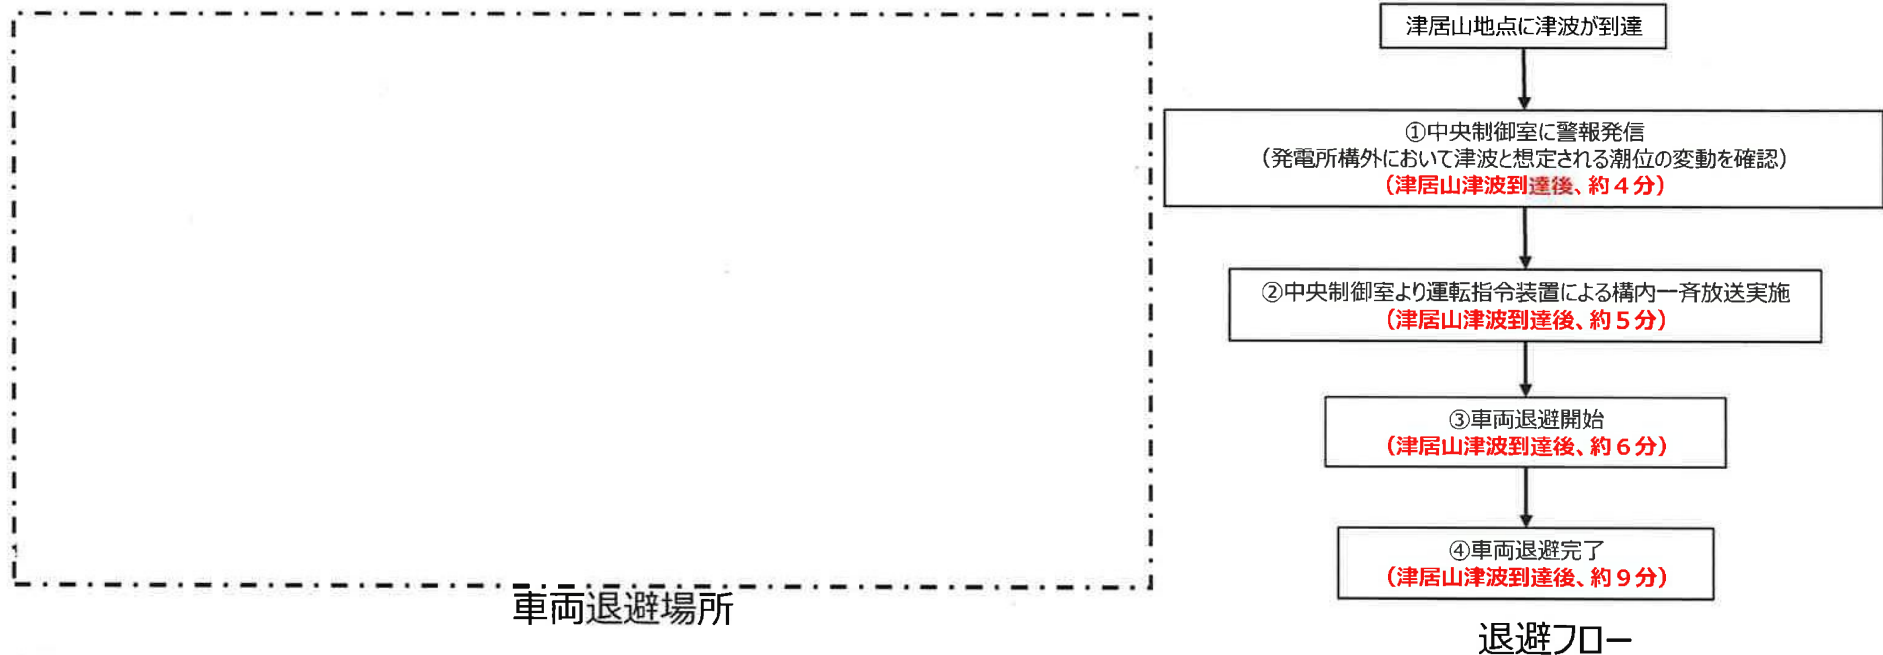 津居山地点に津波が到達
①中央制御室に警報発信
（発電所構外において津波と想定される潮位の変動を確認）
（津居山津波到達後、約４分）
②中央制御室より運転指令装置による構内一斉放送実施
（津居山津波到達後、約５分）
③車両退避開始
（津居山津波到達後、約６分）
④車両退避完了
（津居山津波到達後、約９分）
車両退避場所
退避フロー